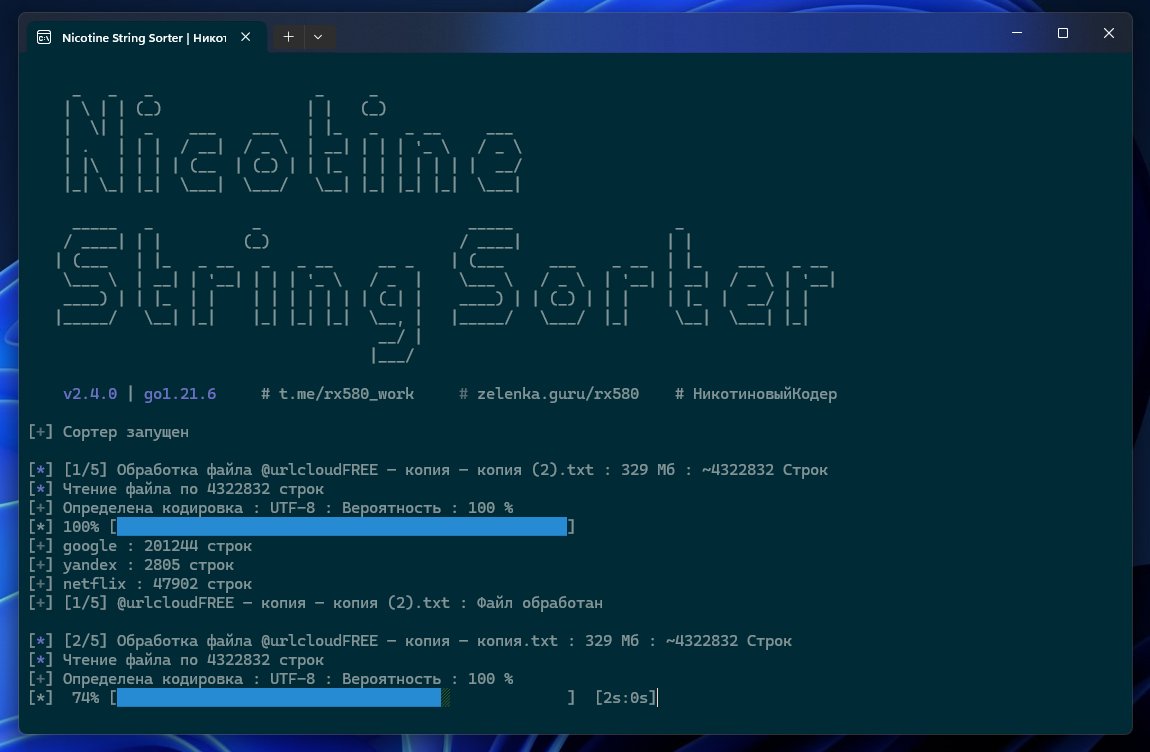 Nicotine String Sorter | Никот
Nicotine
String Sorter
v2.4.0 | go1.21.6 # t.me/rx580_work # zelenka.guru/rx580 # НикотиновыйКодер
[+] Сортер запущен
[*] [1/5] Обработка файла @urlcloudFREE — копия — копия (2).txt : 329 Мб : ~4322832 Строк
[*] Чтение файла по 4322832 строк
[+] Определена кодировка : UTF-8 : Вероятность : 100 %
[*] 100% [ ]
[+] google : 201244 строк
[+] yandex : 2805 строк
[+] netflix : 47902 строк
[+] [1/5] @urlcloudFREE — копия — копия (2).txt : Файл обработан
[*] [2/5] Обработка файла @urlcloudFREE — копия — копия.txt : 329 Мб : ~4322832 Строк
[*] Чтение файла по 4322832 строк
[+] Определена кодировка : UTF-8 : Вероятность : 100 %
[*] 74% [ ] [2s:0s]